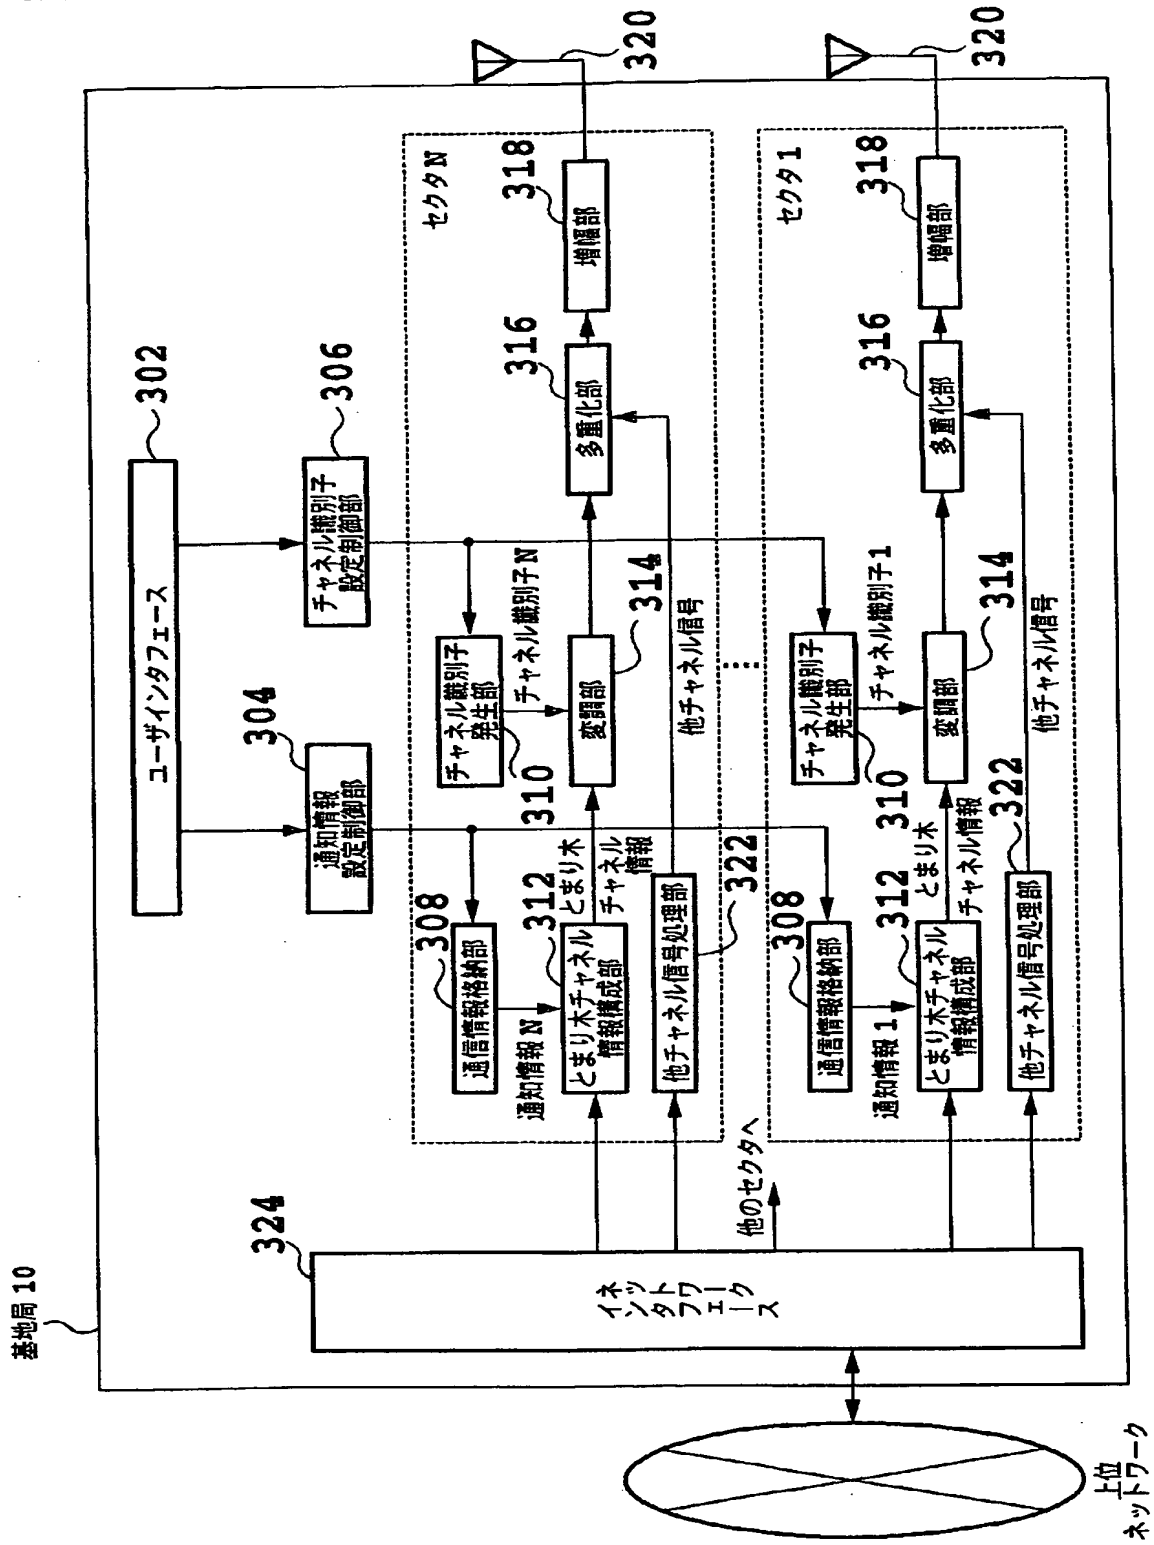 基地局 10
上位
ネットワーク
324
ネットワーク
インタフェース
他のセクタへ
302
ユーザインタフェース
304
通知情報
設定制御部
306
チャネル識別子
設定制御部
セクタN
308
通信情報格納部
通知情報 N
310
チャネル識別子
発生部
チャネル識別子N
312
とまり木チャネル
情報構成部
とまり木
チャネル
情報
314
変調部
316
多重化部
318
増幅部
320
322
他チャネル信号処理部
他チャネル信号
セクタ1
308
通信情報格納部
通知情報 1
310
チャネル識別子
発生部
チャネル識別子1
312
とまり木チャネル
情報構成部
とまり木
チャネル情報
314
変調部
316
多重化部
318
増幅部
320
322
他チャネル信号処理部
他チャネル信号